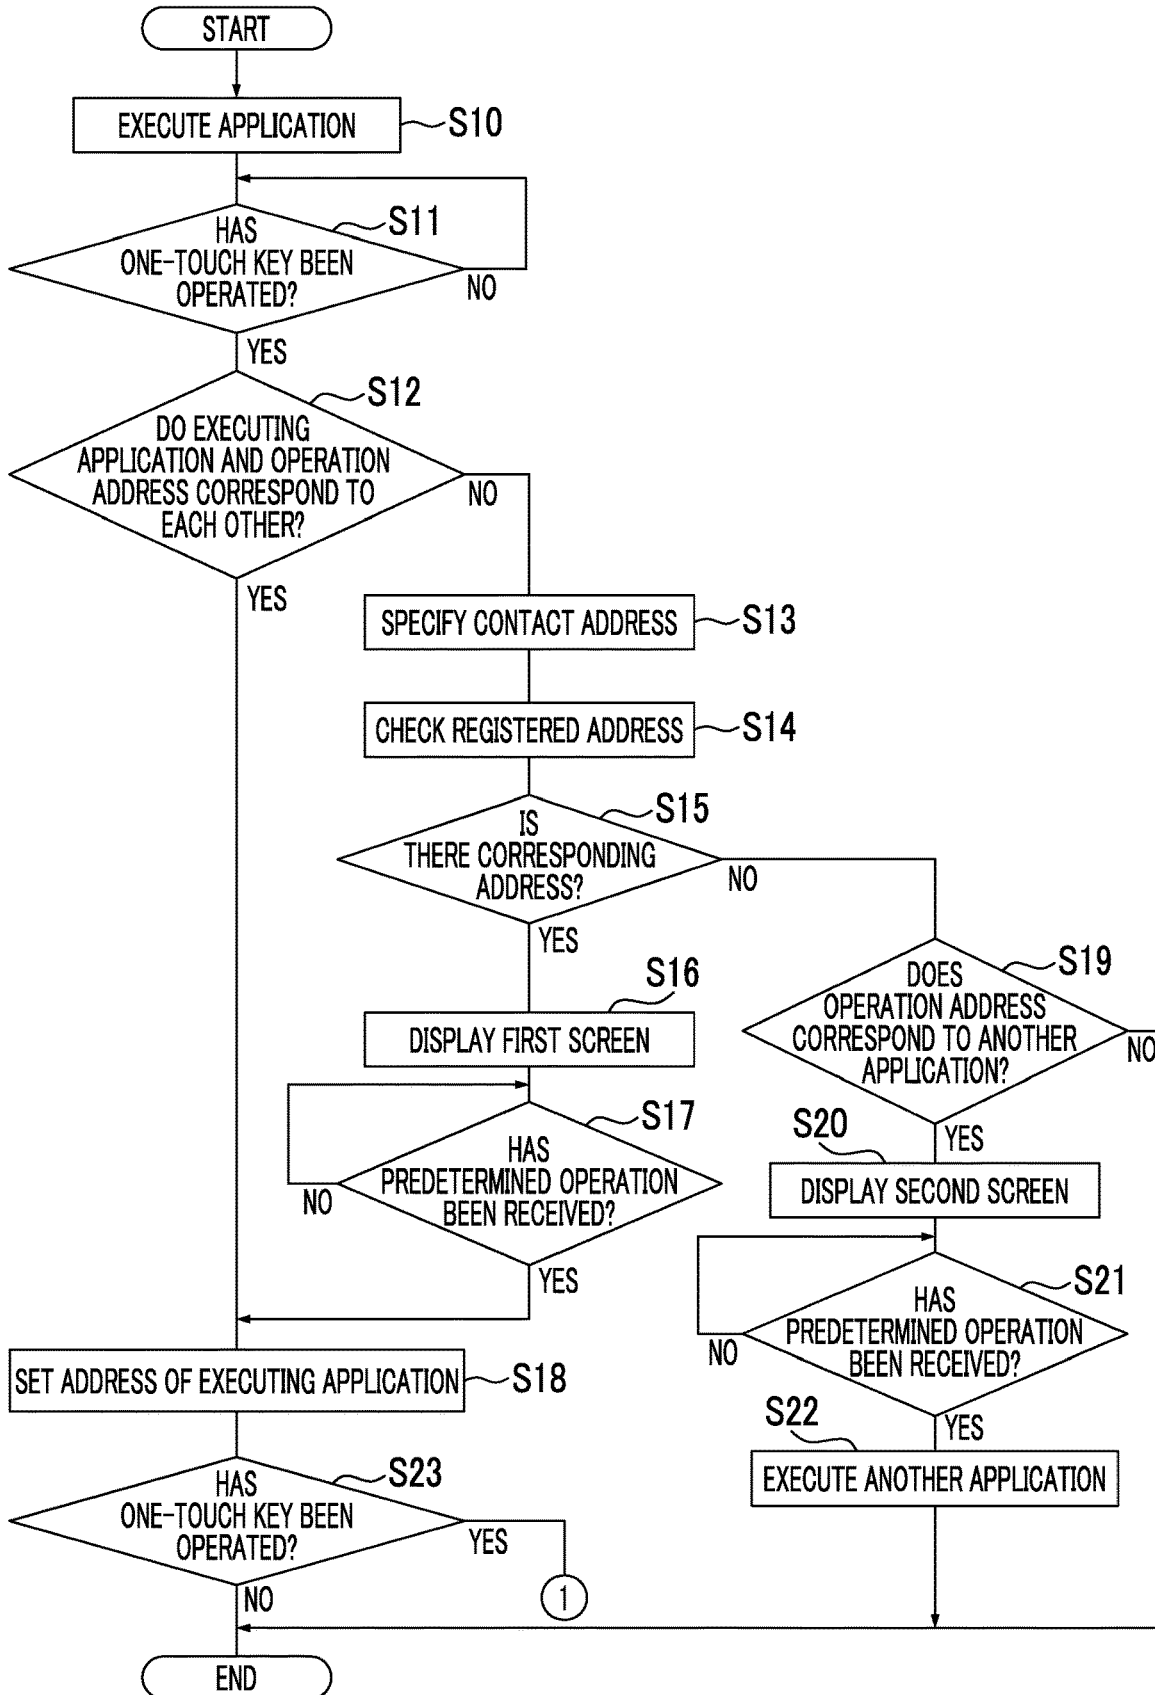 START
EXECUTE APPLICATION
S10
HAS
ONE-TOUCH KEY BEEN
OPERATED?
S11
NO
YES
DO EXECUTING
APPLICATION AND OPERATION
ADDRESS CORRESPOND TO
EACH OTHER?
S12
NO
YES
SPECIFY CONTACT ADDRESS
S13
CHECK REGISTERED ADDRESS
S14
IS
THERE CORRESPONDING
ADDRESS?
S15
NO
YES
S16
DISPLAY FIRST SCREEN
HAS
PREDETERMINED OPERATION
BEEN RECEIVED?
S17
NO
YES
DOES
OPERATION ADDRESS
CORRESPOND TO ANOTHER
APPLICATION?
S19
NO
YES
S20
DISPLAY SECOND SCREEN
HAS
PREDETERMINED OPERATION
BEEN RECEIVED?
S21
NO
YES
S22
EXECUTE ANOTHER APPLICATION
SET ADDRESS OF EXECUTING APPLICATION
S18
HAS
ONE-TOUCH KEY BEEN
OPERATED?
S23
YES
1
NO
END